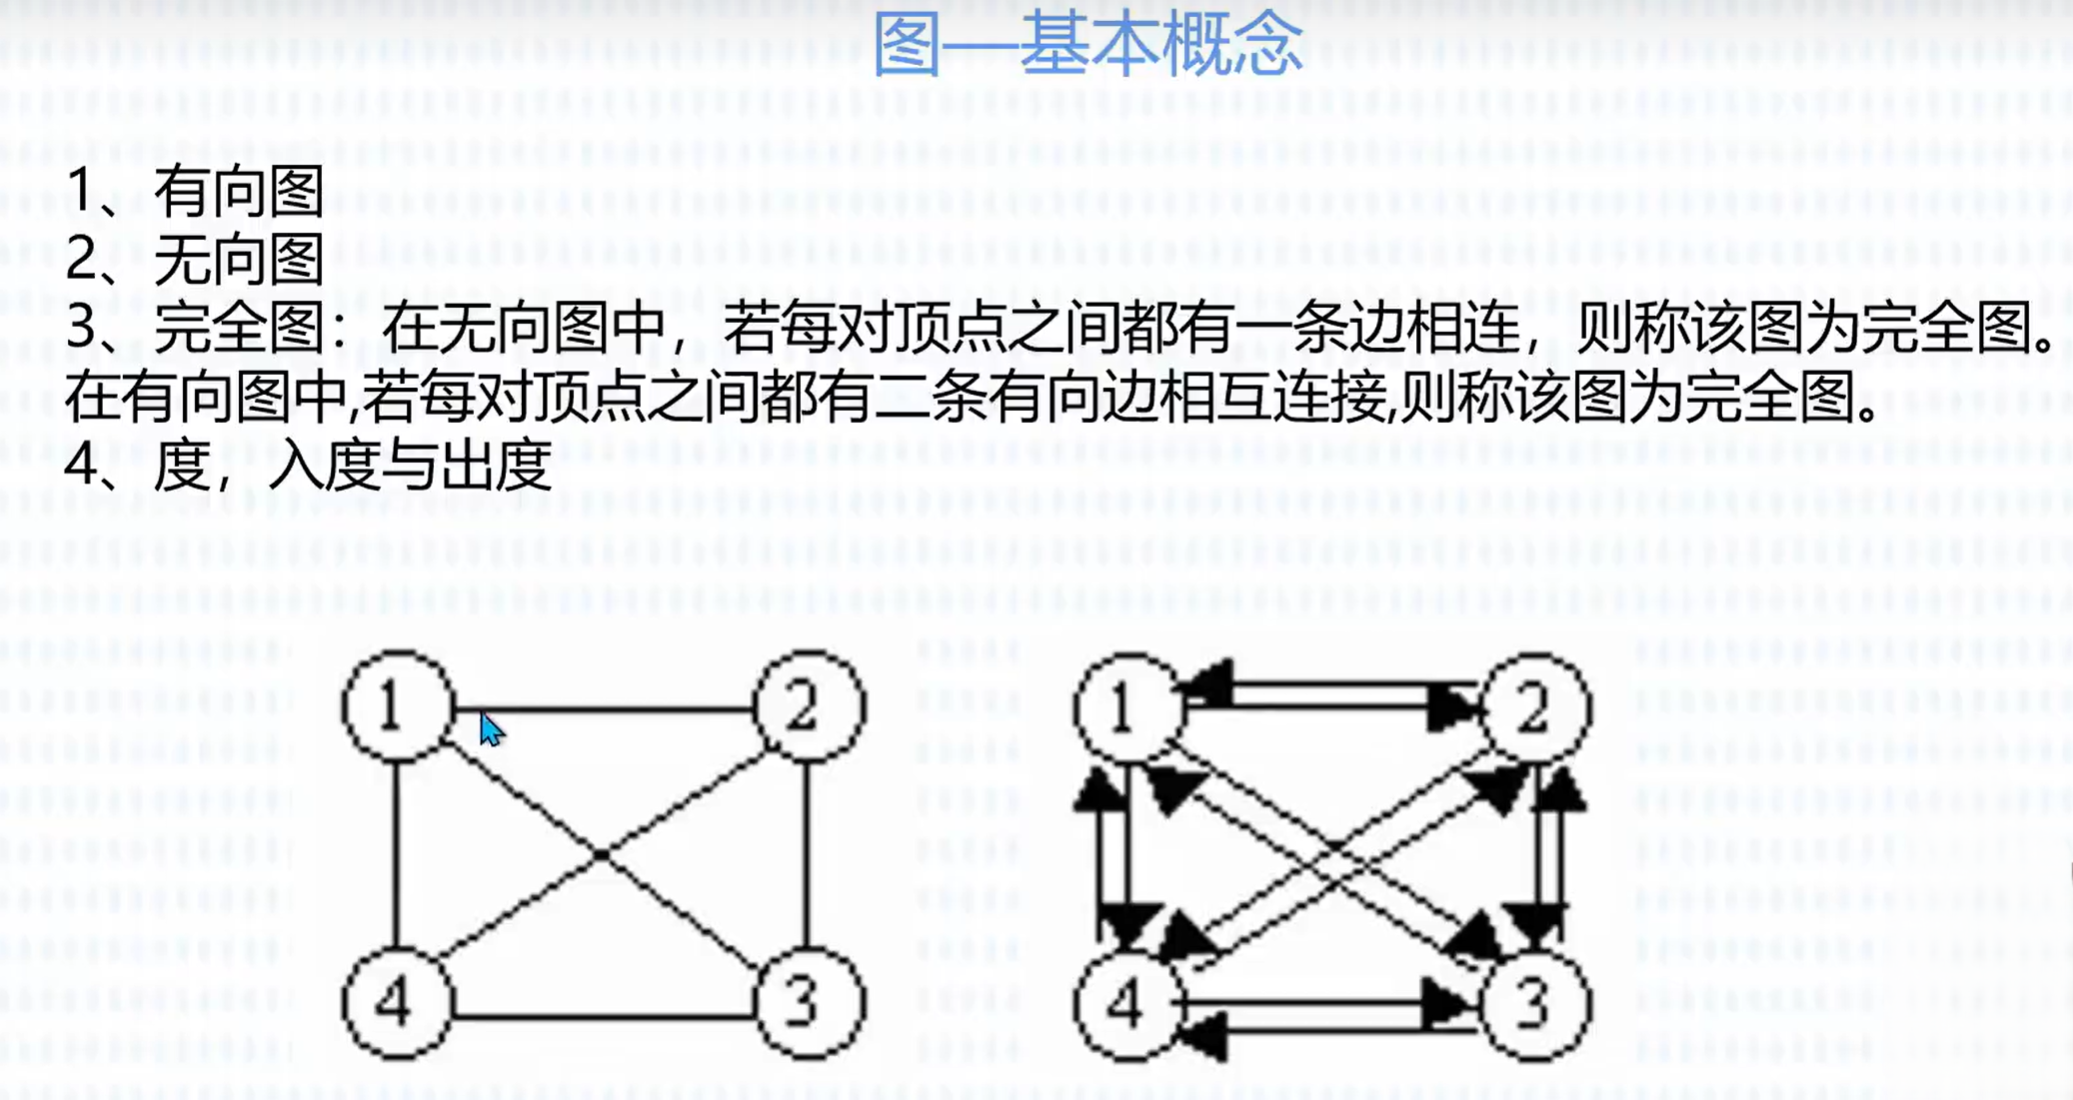 图—基本概念
1、有向图
2、无向图
3、完全图：在无向图中，若每对顶点之间都有一条边相连，则称该图为完全图。
在有向图中,若每对顶点之间都有二条有向边相互连接,则称该图为完全图。
4、度，入度与出度
1 2 1 2
4 3 4 3